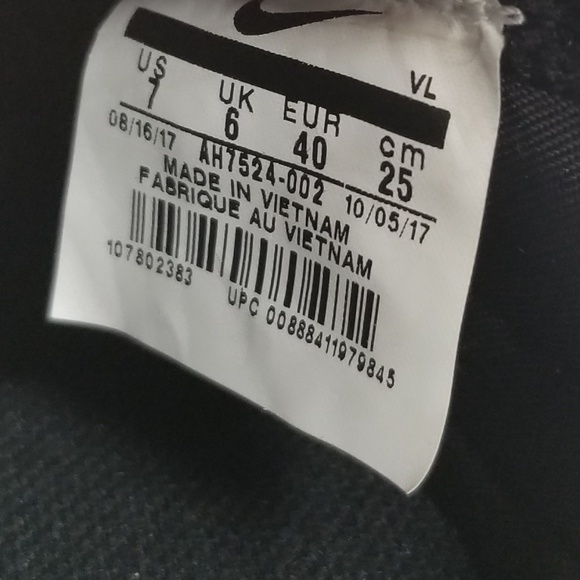 VL
US UK EUR cm
7 6 40 25
08/16/17 AH7524-002 10/05/17
MADE IN VIETNAM
FABRIQUE AU VIETNAM
107802383 UPC 00888411979845